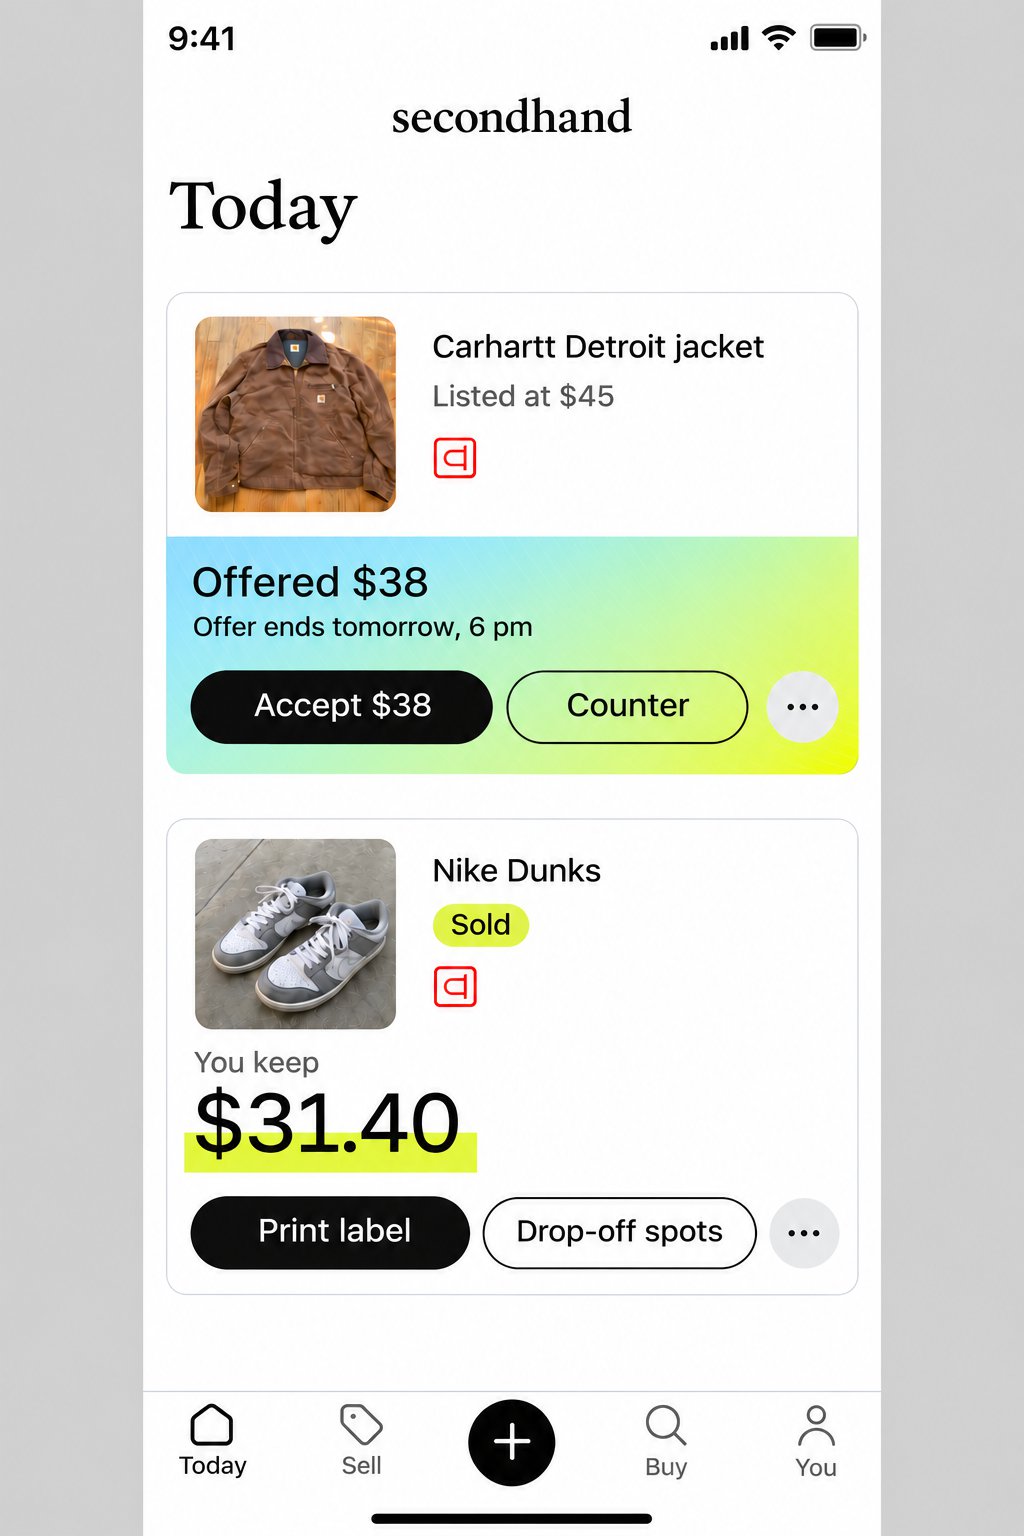 9:41
secondhand
Today
Carhartt Detroit jacket
Listed at $45
Offered $38
Offer ends tomorrow, 6 pm
Accept $38
Counter
Nike Dunks
Sold
You keep
$31.40
Print label
Drop-off spots
Today
Sell
Buy
You